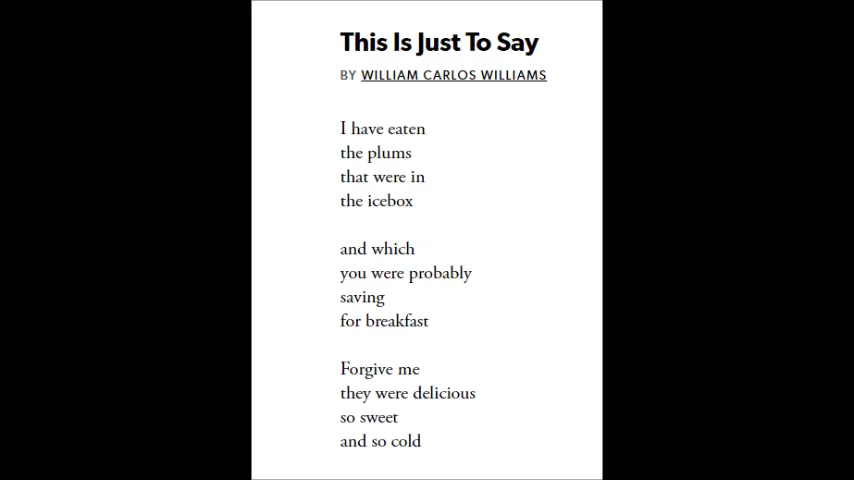 This Is Just To Say
BY WILLIAM CARLOS WILLIAMS
I have eaten
the plums
that were in
the icebox
and which
you were probably
saving
for breakfast
Forgive me
they were delicious
so sweet
and so cold